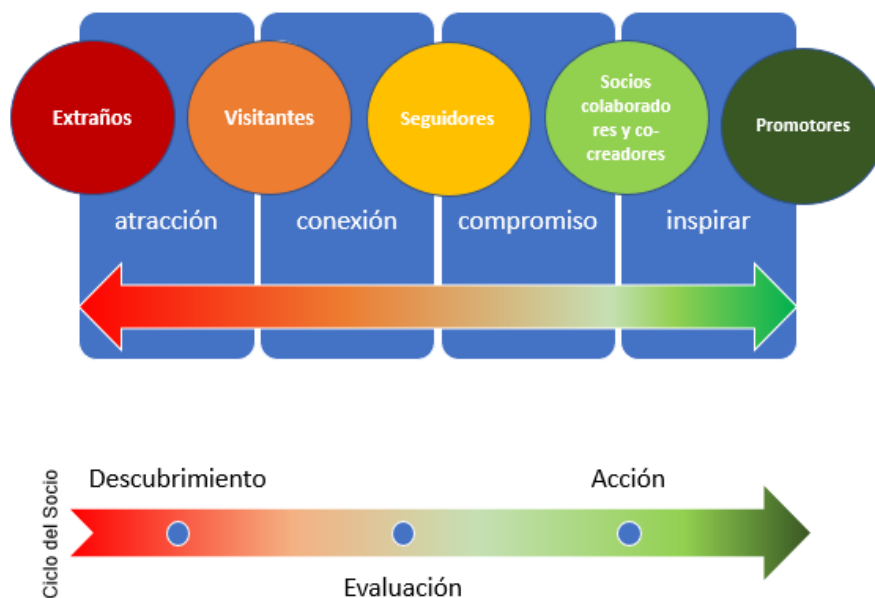 Extraños
Visitantes
Seguidores
Socios
colaborado
res y co-
creadores
Promotores
atracción
conexión
compromiso
inspirar
Ciclo del Socio
Descubrimiento
Acción
Evaluación